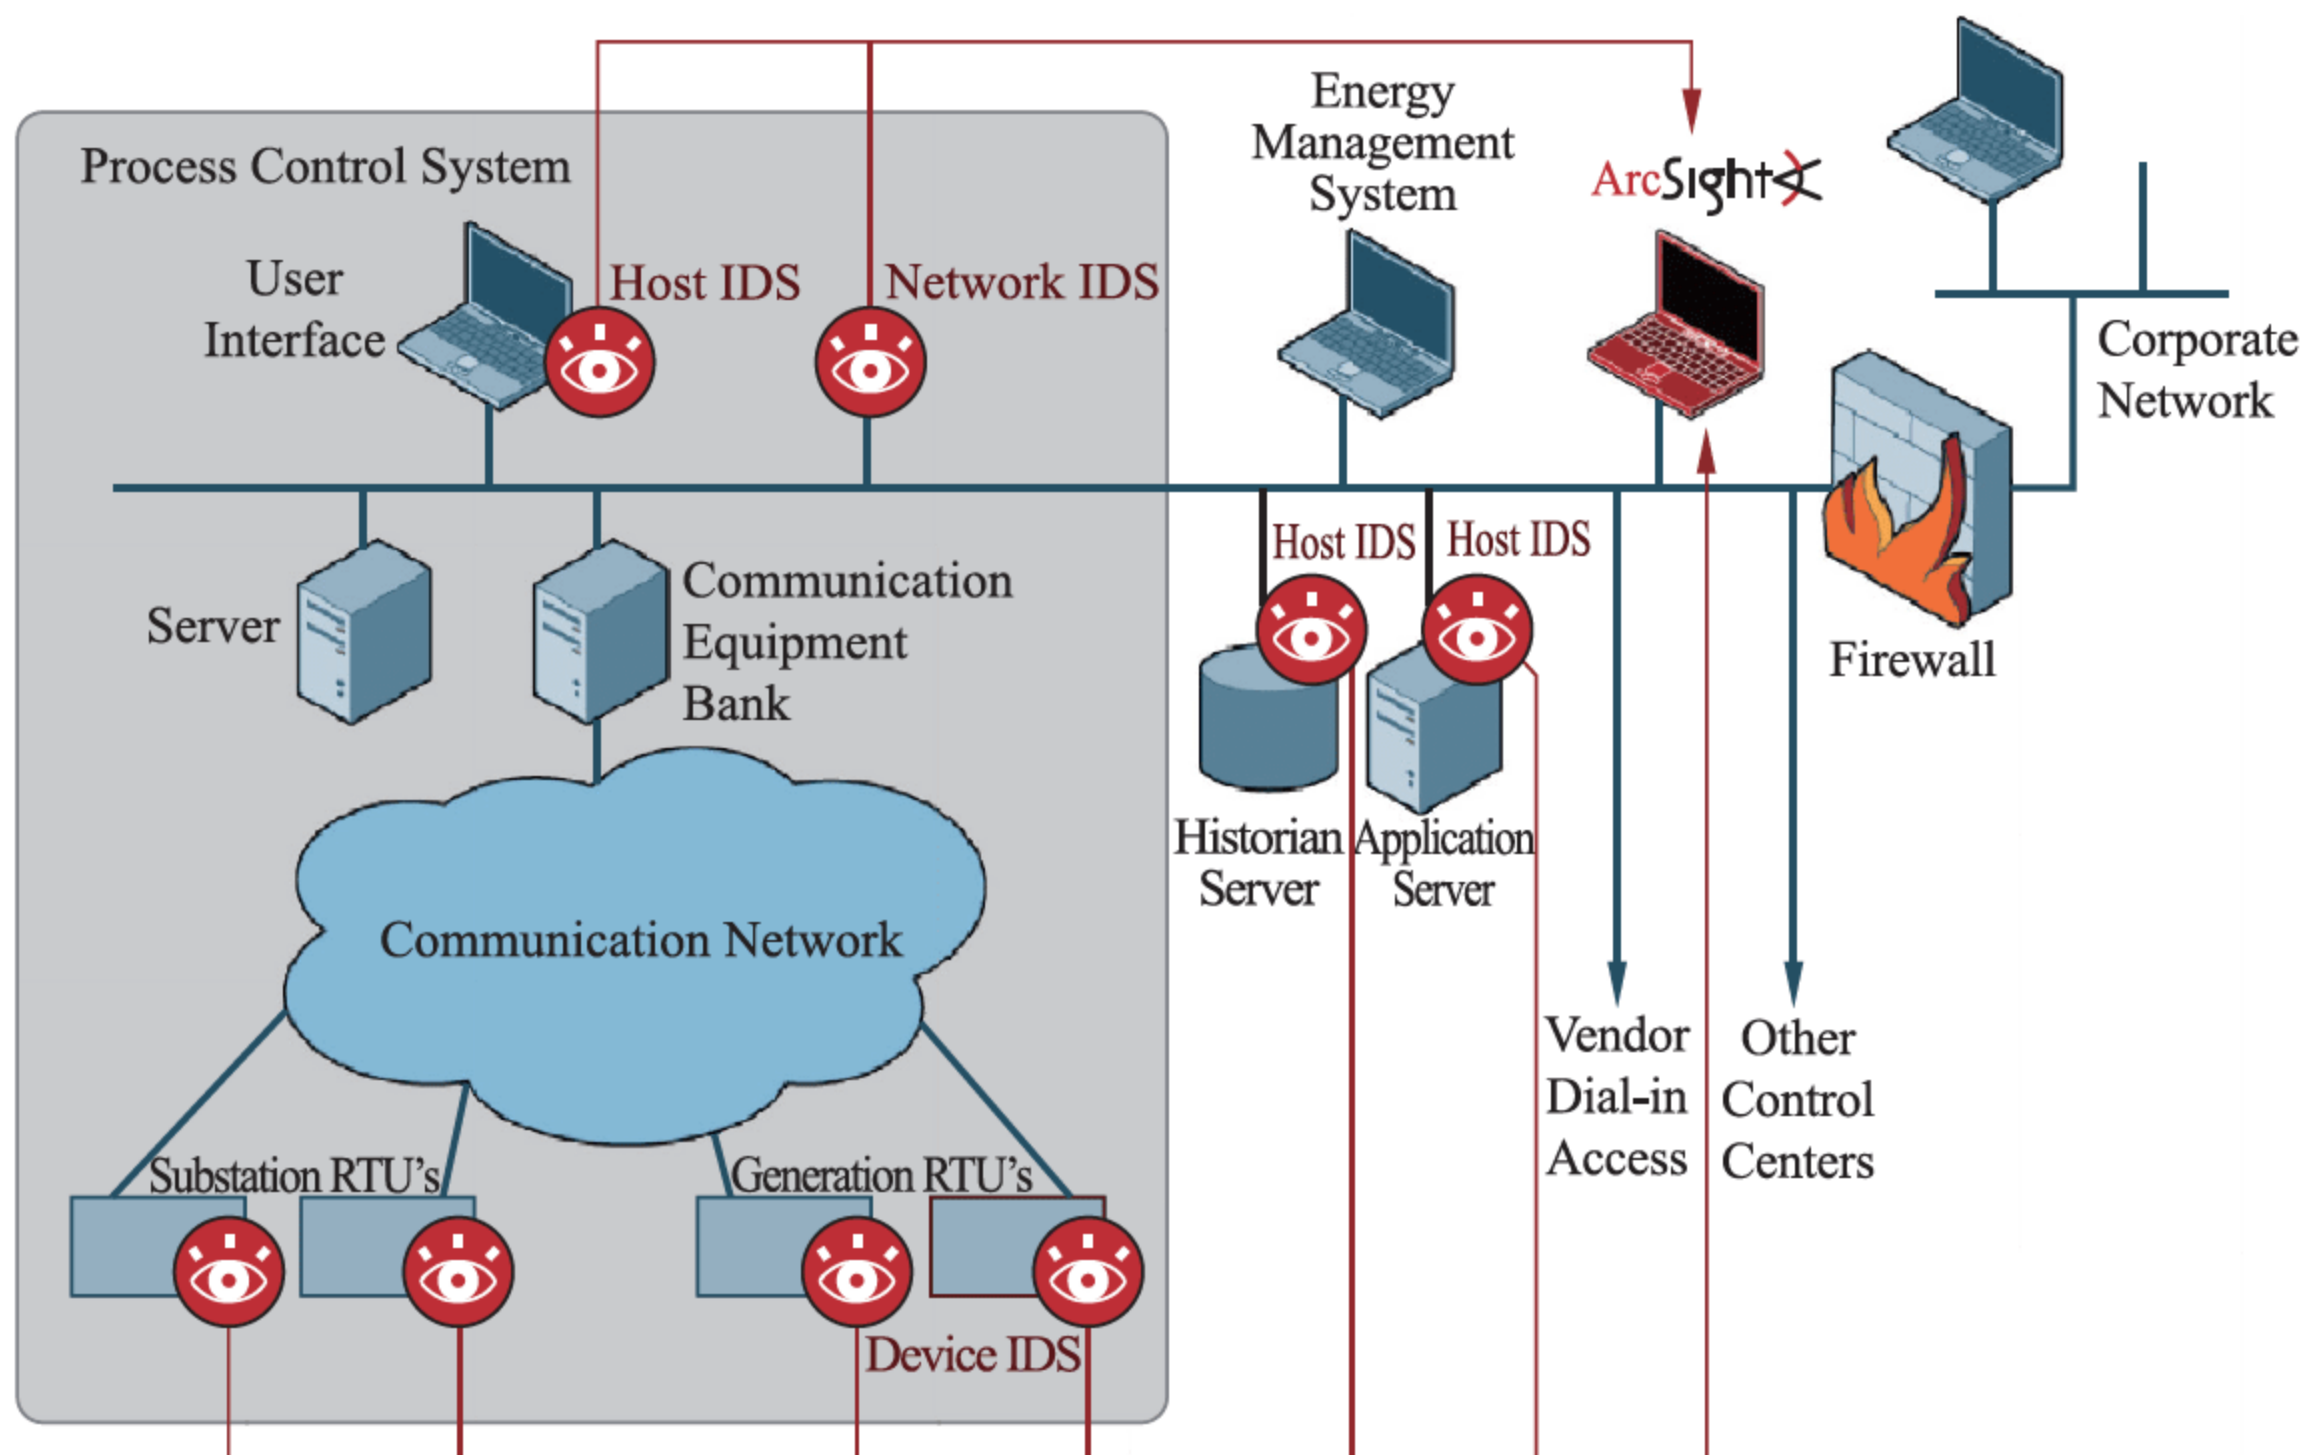 Energy
Management
System
ArcSight
Process Control System
User
Interface
Host IDS
Network IDS
Corporate
Network
Host IDS
Host IDS
Server
Communication
Equipment
Bank
Firewall
Historian
Server
Application
Server
Communication Network
Vendor
Dial-in
Access
Other
Control
Centers
Substation RTU's
Generation RTU's
Device IDS